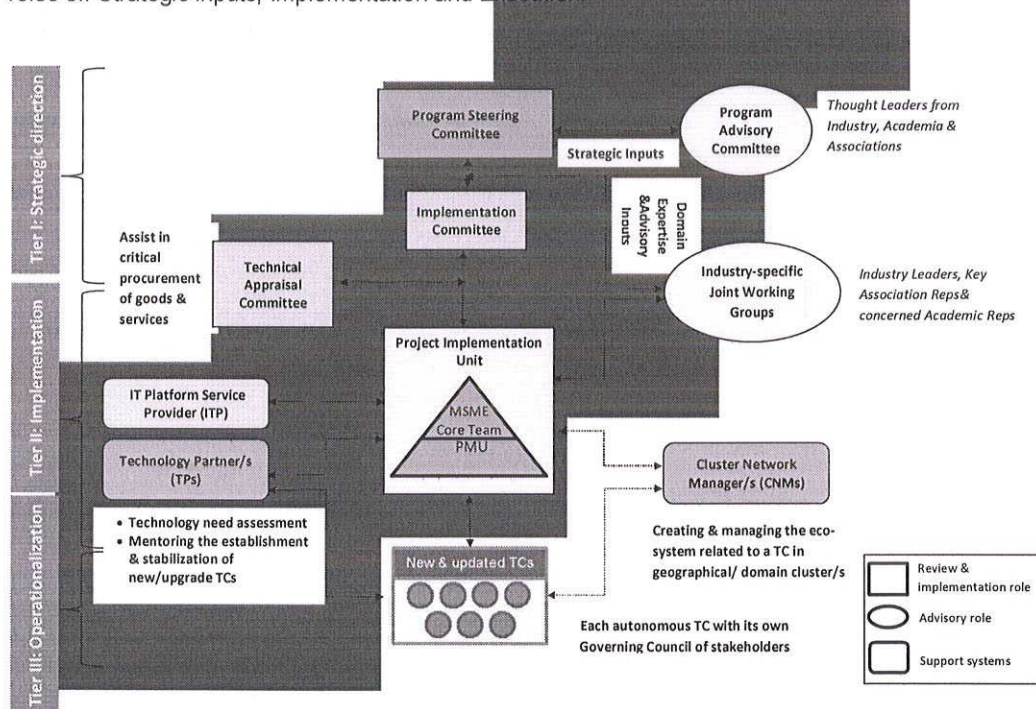 Tier I: Strategic direction
Tier II: Implementation
Tier III: Operationalization
Program Steering
Committee
Strategic Inputs
Program
Advisory
Committee
Thought Leaders from
Industry, Academia &
Associations
Implementation
Committee
Domain
Expertise
&Advisory
Inputs
Assist in
critical
procurement
of goods &
services
Technical
Appraisal
Committee
Industry-specific
Joint Working
Groups
Industry Leaders, Key
Association Reps&
concerned Academic Reps
Project Implementation
Unit
MSME
Core Team
PMU
IT Platform Service
Provider (ITP)
Technology Partner/s
(TPs)
Cluster Network
Manager/s (CNMs)
• Technology need assessment
• Mentoring the establishment
& stabilization of
new/upgrade TCs
New & updated TCs
Creating & managing the eco-
system related to a TC in
geographical/ domain cluster/s
Each autonomous TC with its own
Governing Council of stakeholders
Review &
implementation role
Advisory role
Support systems